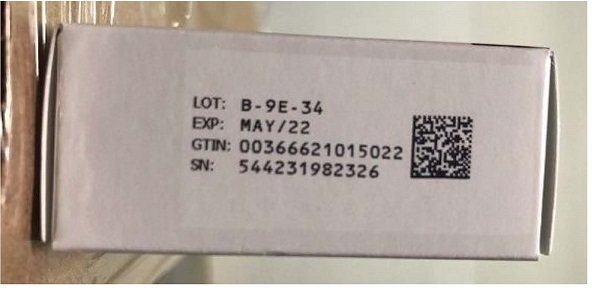 LOT: B-9E-34
EXP: MAY/22
GTIN: 00366621015022
SN: 544231982326